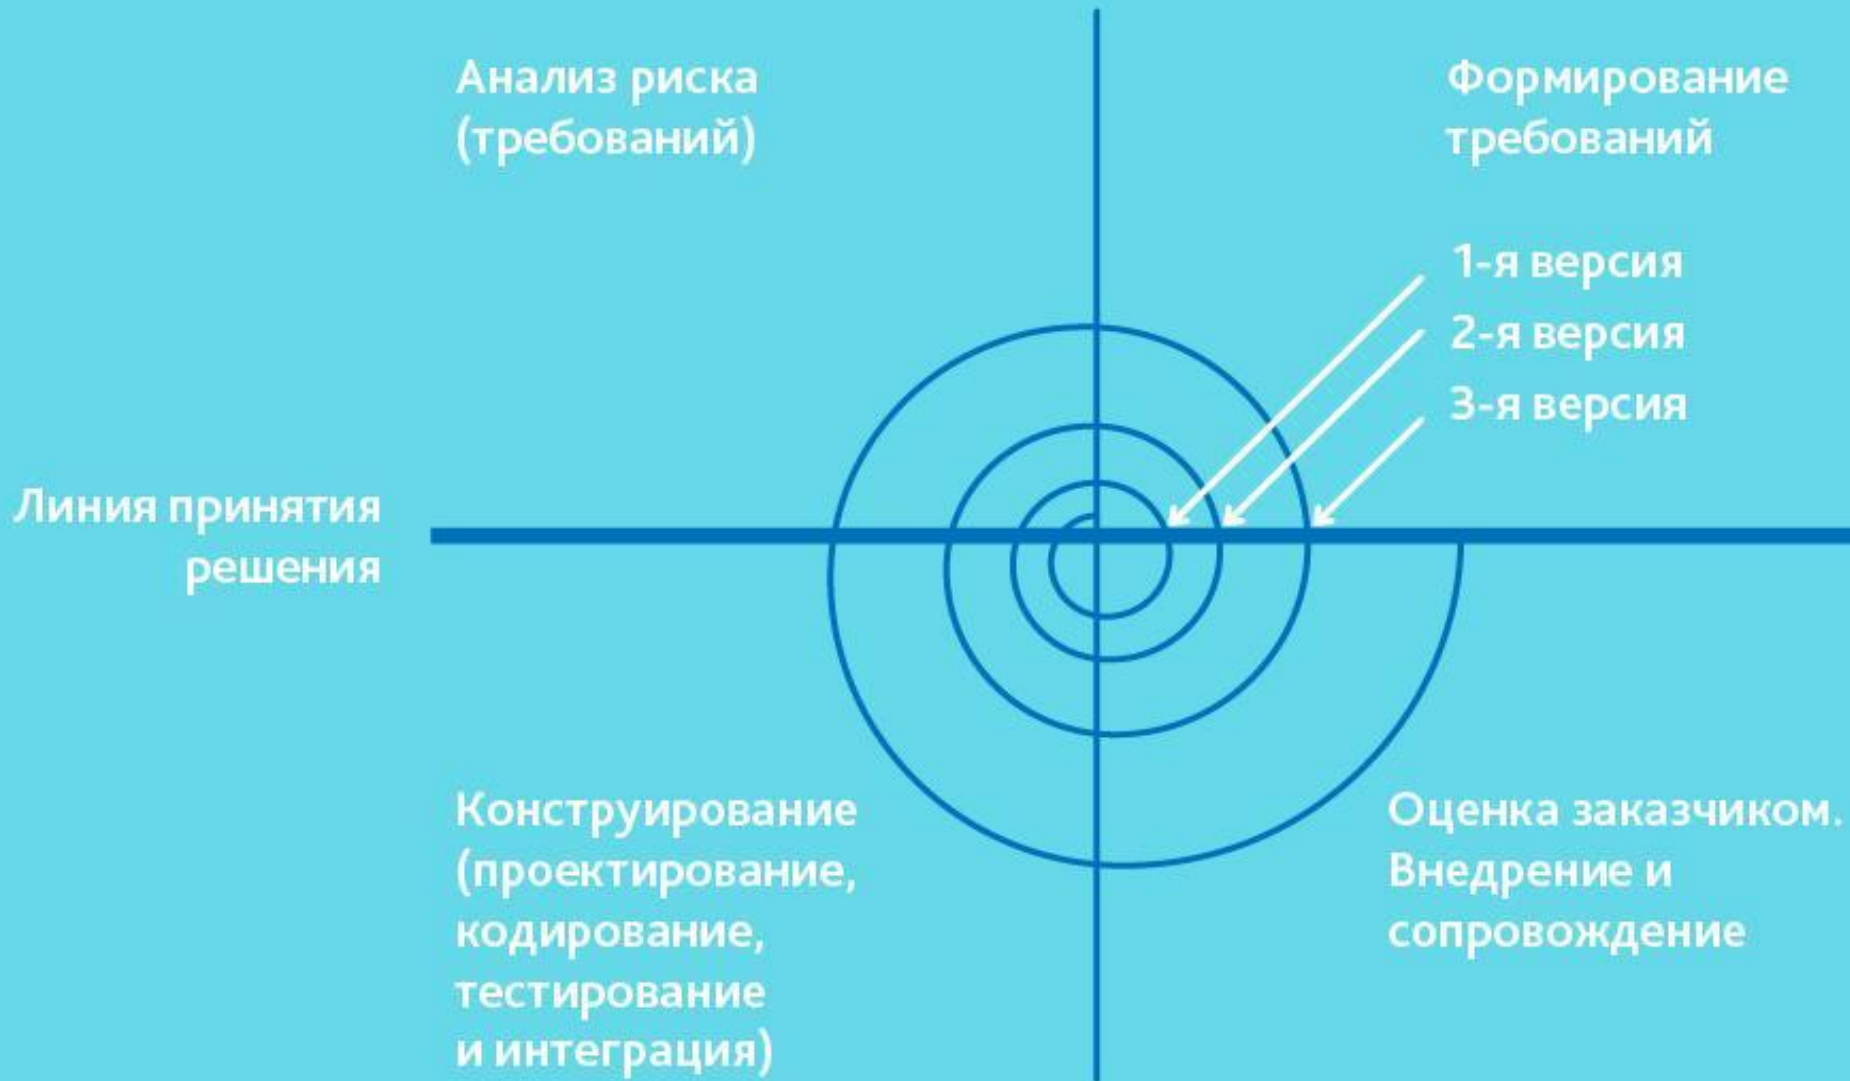 Анализ риска
(требований)
Формирование
требований
1-я версия
2-я версия
3-я версия
Линия принятия
решения
Конструирование
(проектирование,
кодирование,
тестирование
и интеграция)
Оценка заказчиком.
Внедрение и
сопровождение